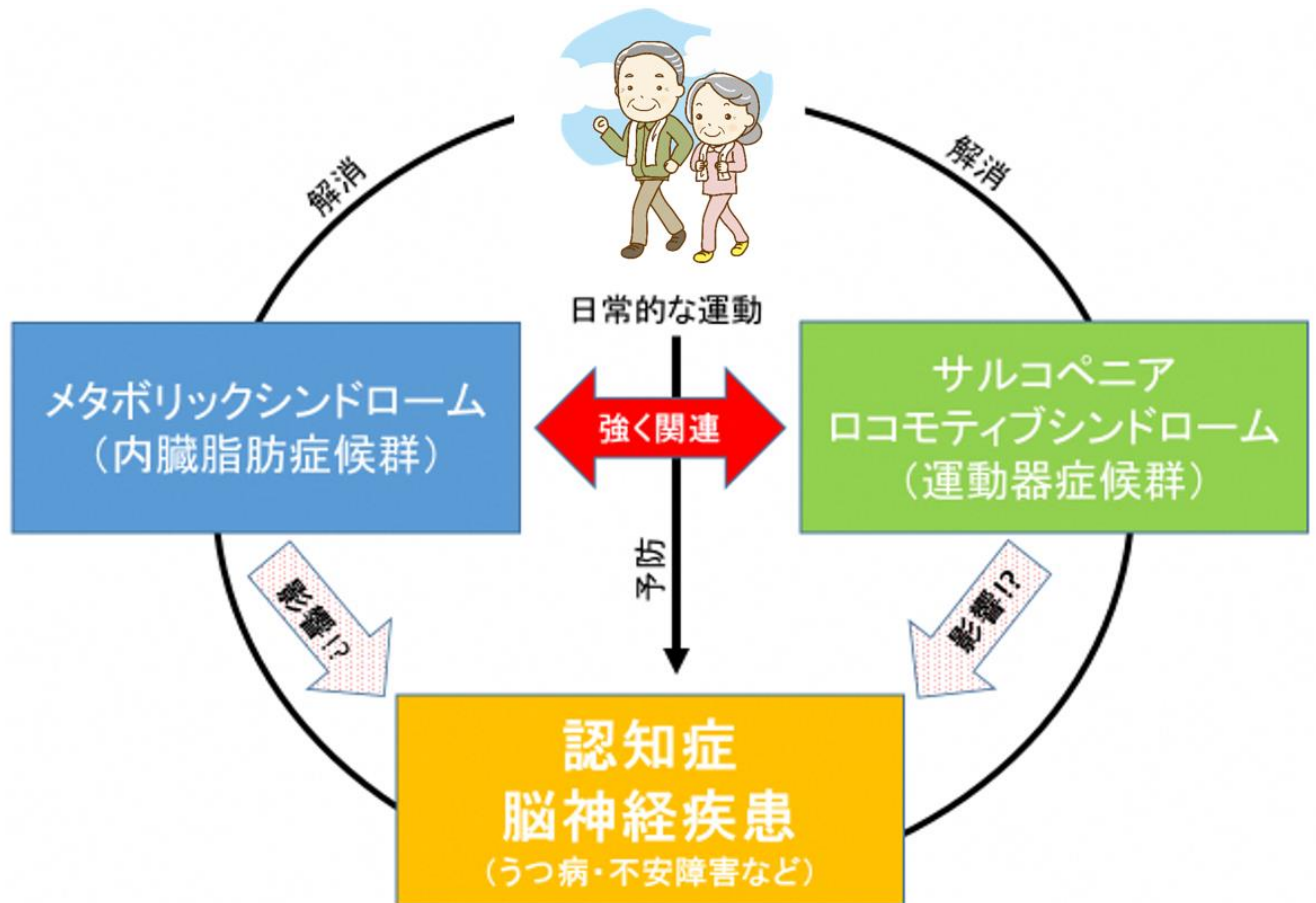 解消
解消
日常的な運動
メタボリックシンドローム
（内臓脂肪症候群）
強く関連
サルコペニア
ロコモティブシンドローム
（運動器症候群）
予防
影響!?
影響!?
認知症
脳神経疾患
（うつ病・不安障害など）